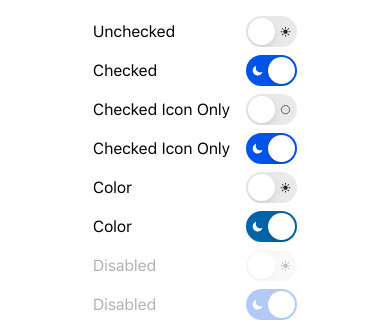 Unchecked
Checked
Checked Icon Only
Checked Icon Only
Color
Color
Disabled
Disabled